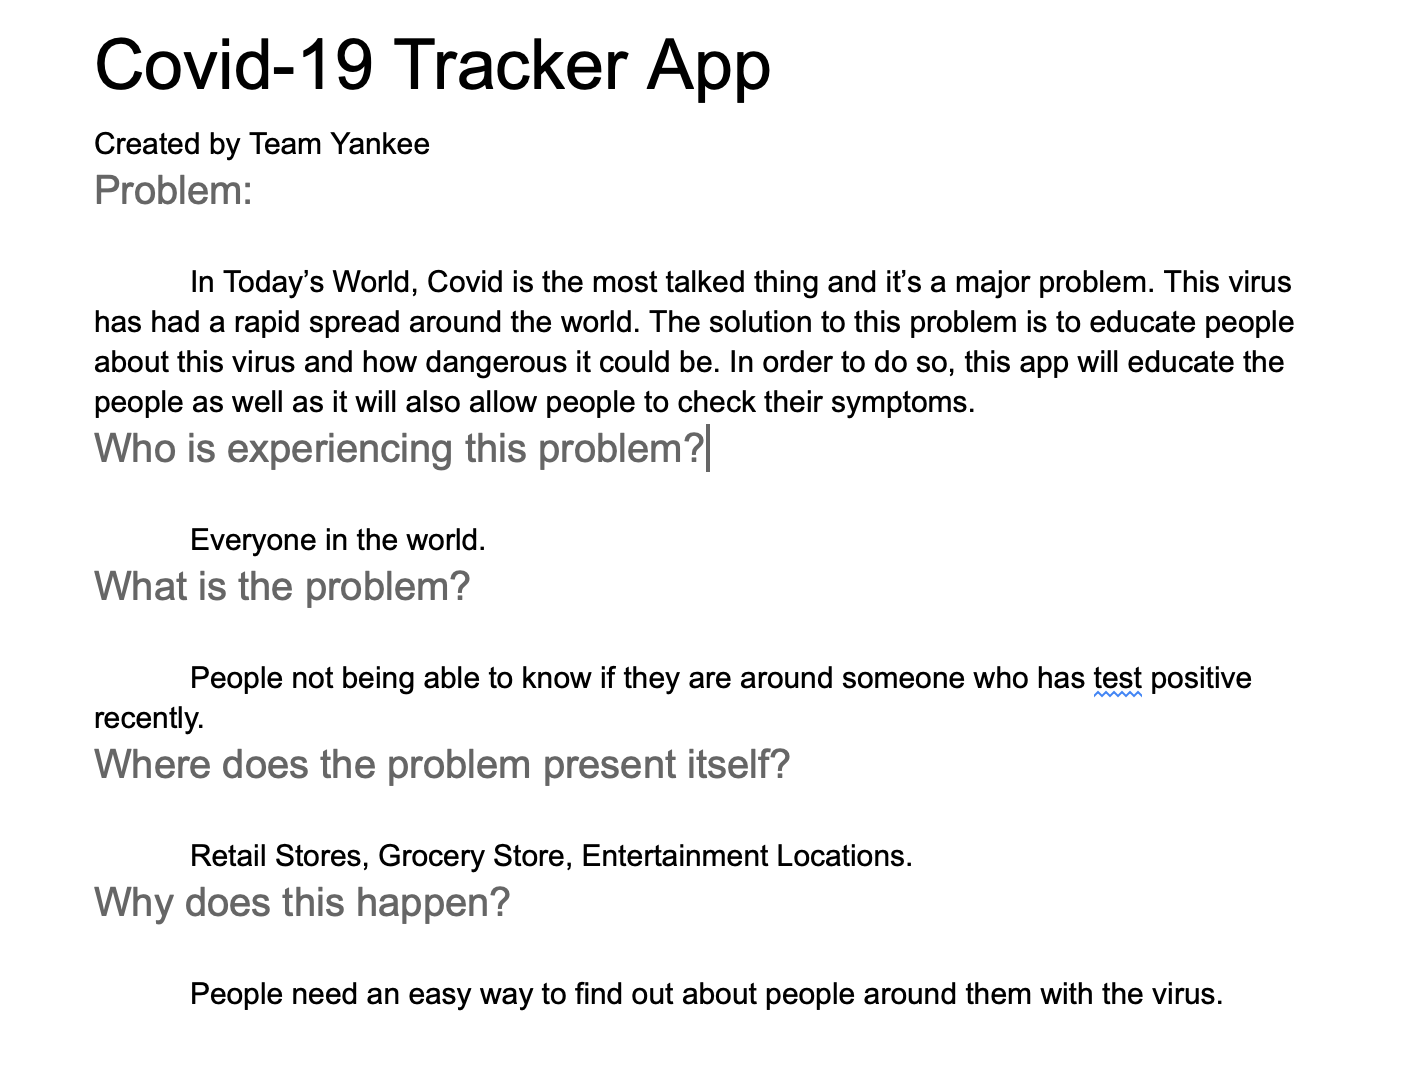 Covid-19 Tracker App
Created by Team Yankee
Problem:
In Today’s World, Covid is the most talked thing and it’s a major problem. This virus
has had a rapid spread around the world. The solution to this problem is to educate people
about this virus and how dangerous it could be. In order to do so, this app will educate the
people as well as it will also allow people to check their symptoms.
Who is experiencing this problem?
Everyone in the world.
What is the problem?
People not being able to know if they are around someone who has test positive
recently.
Where does the problem present itself?
Retail Stores, Grocery Store, Entertainment Locations.
Why does this happen?
People need an easy way to find out about people around them with the virus.